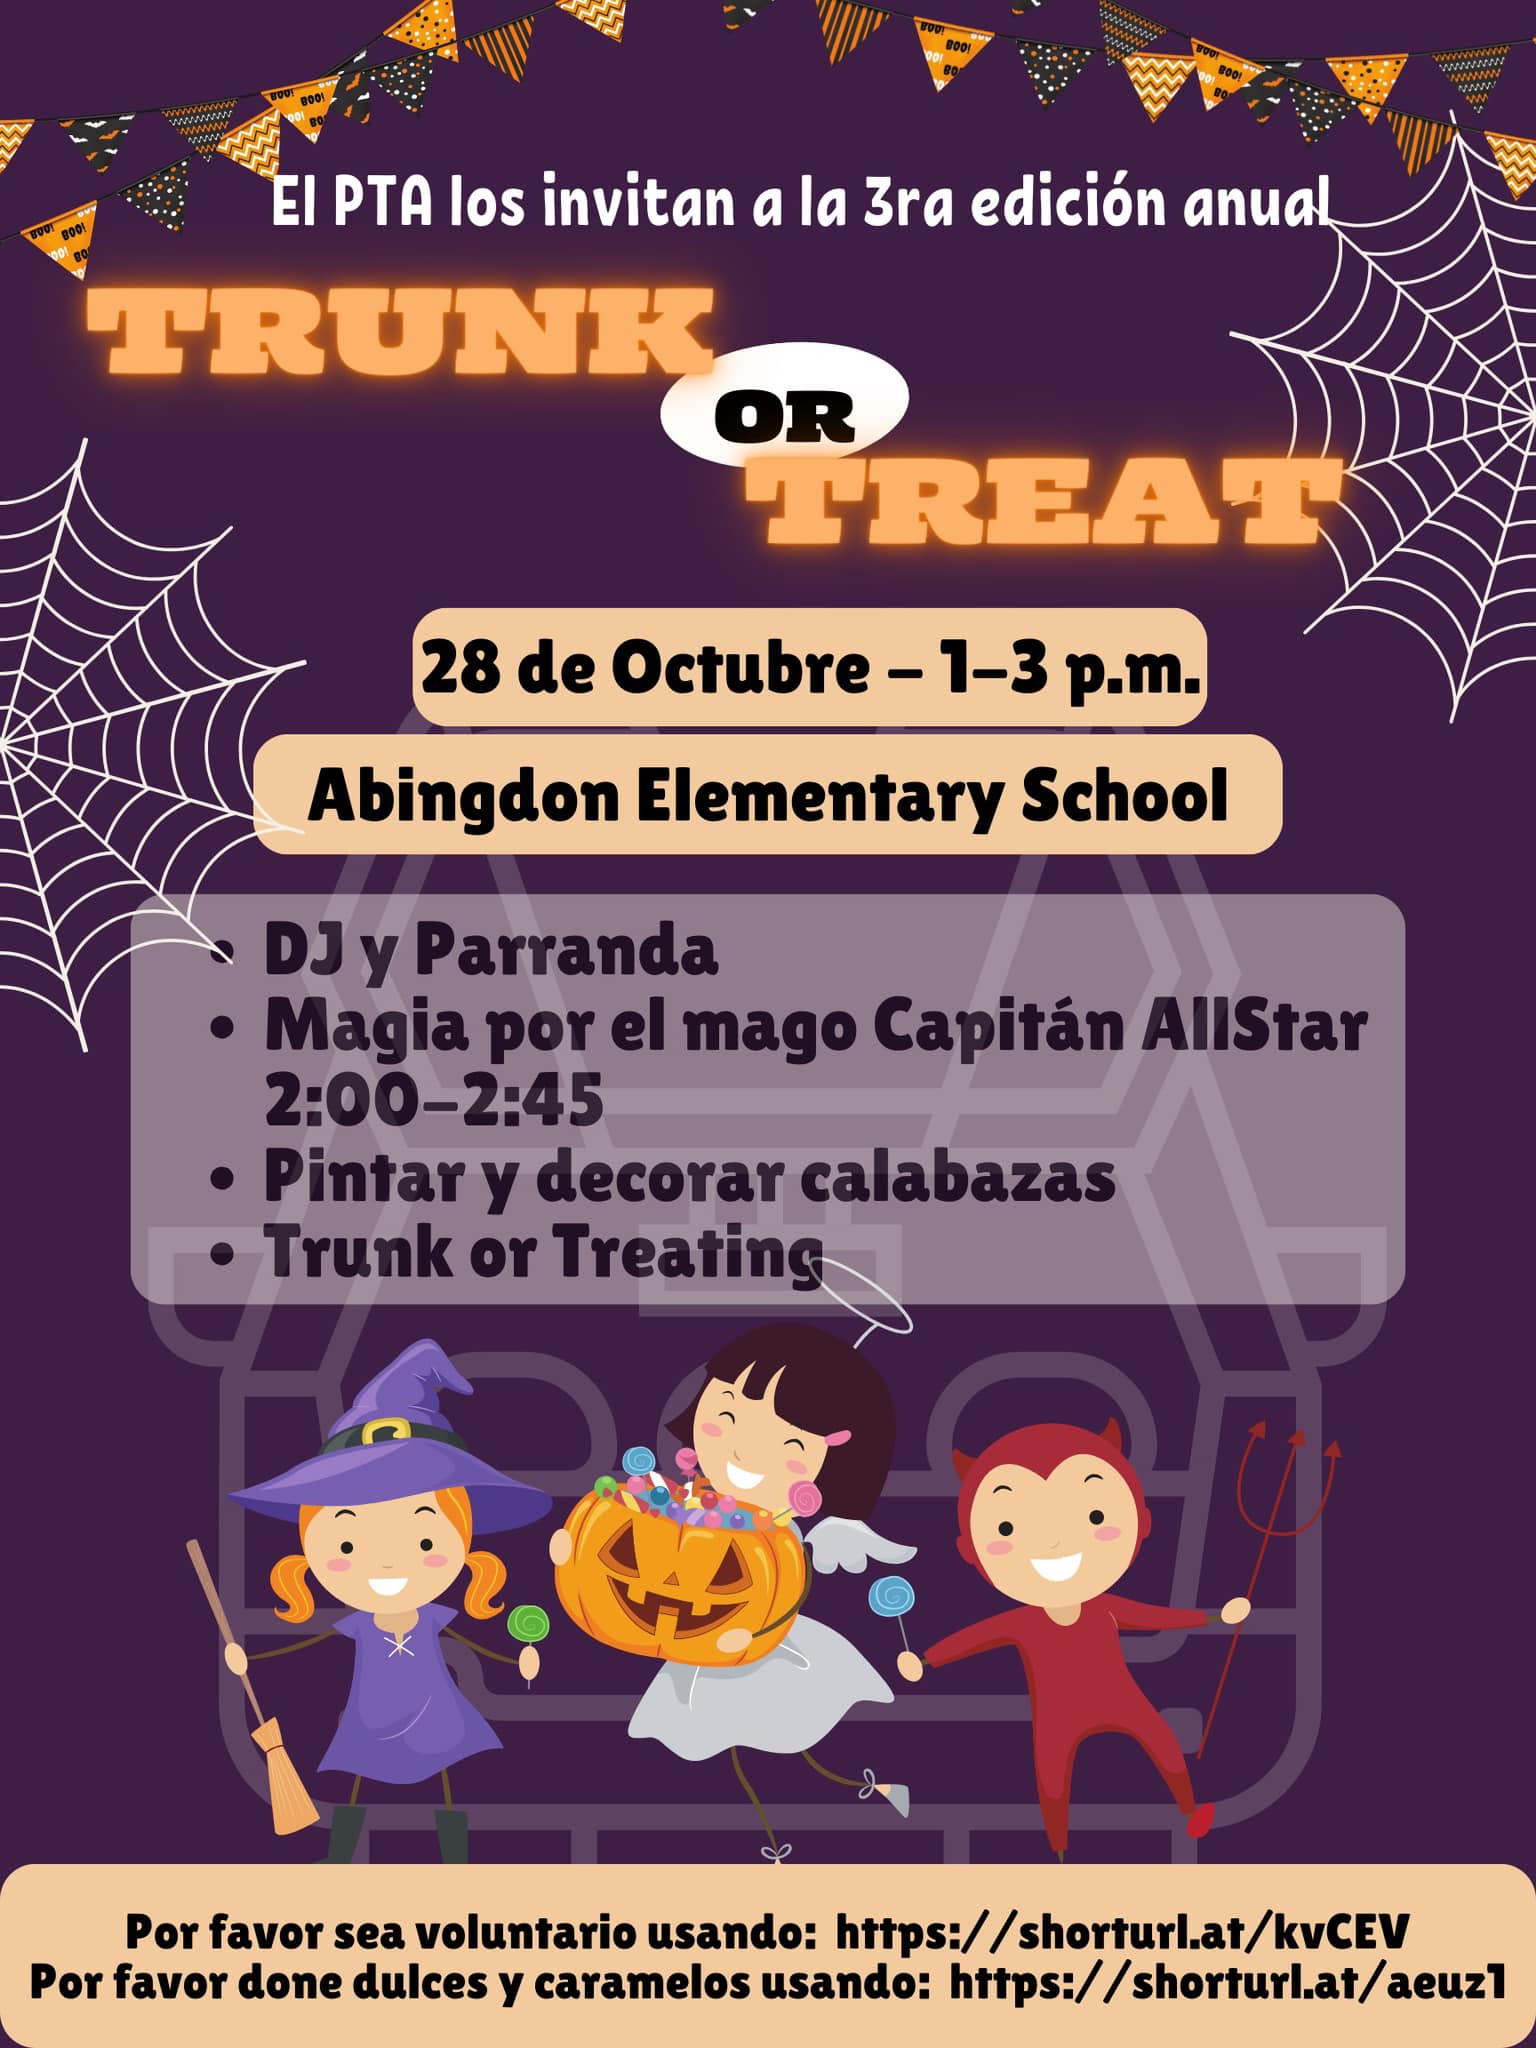 El PTA los invitan a la 3ra edición anual
TRUNK
OR
TREAT
28 de Octubre - 1-3 p.m.
Abingdon Elementary School
• DJ y Parranda
• Magia por el mago Capitán AllStar
2:00-2:45
• Pintar y decorar calabazas
• Trunk or Treating
Por favor sea voluntario usando: https://shorturl.at/kvCEV
Por favor done dulces y caramelos usando: https://shorturl.at/aeuz1